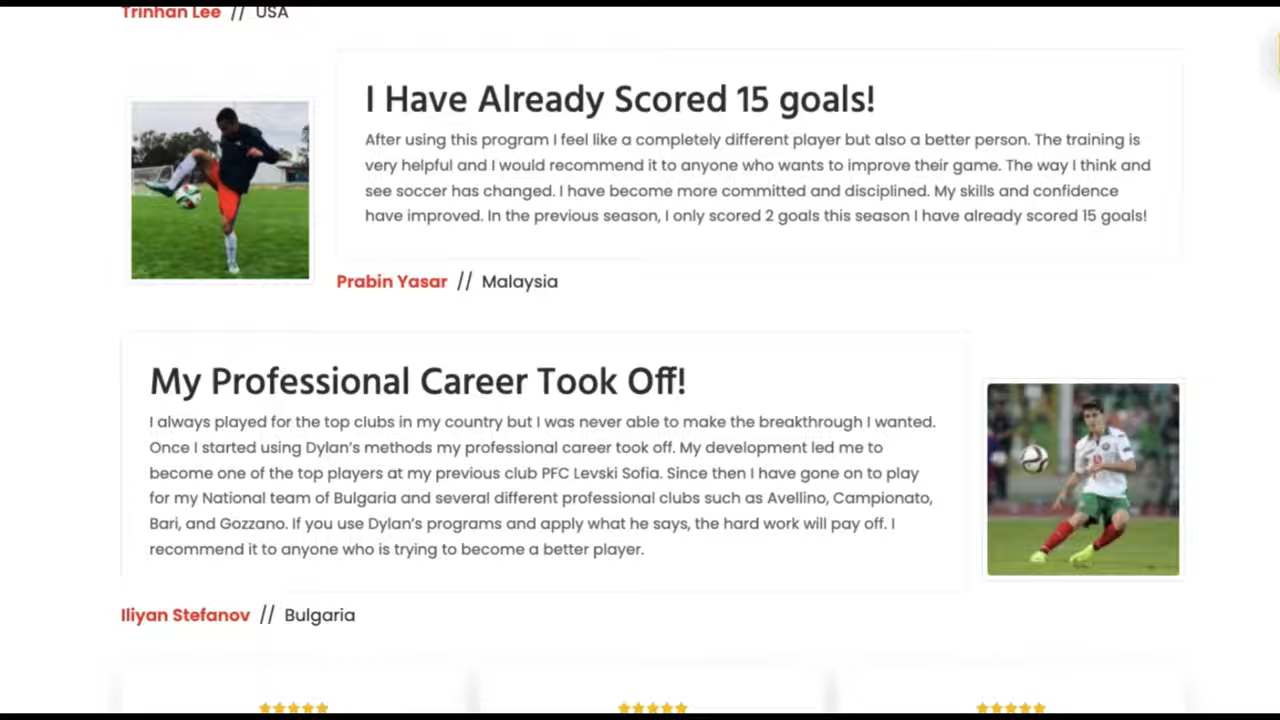 Trinhan Lee // USA
I Have Already Scored 15 goals!
After using this program I feel like a completely different player but also a better person. The training is
very helpful and I would recommend it to anyone who wants to improve their game. The way I think and
see soccer has changed. I have become more committed and disciplined. My skills and confidence
have improved. In the previous season, I only scored 2 goals this season I have already scored 15 goals!
Prabin Yasar // Malaysia
My Professional Career Took Off!
I always played for the top clubs in my country but I was never able to make the breakthrough I wanted.
Once I started using Dylan's methods my professional career took off. My development led me to
become one of the top players at my previous club PFC Levski Sofia. Since then I have gone on to play
for my National team of Bulgaria and several different professional clubs such as Avellino, Campionato,
Bari, and Gozzano. If you use Dylan's programs and apply what he says, the hard work will pay off. I
recommend it to anyone who is trying to become a better player.
Iliyan Stefanov // Bulgaria